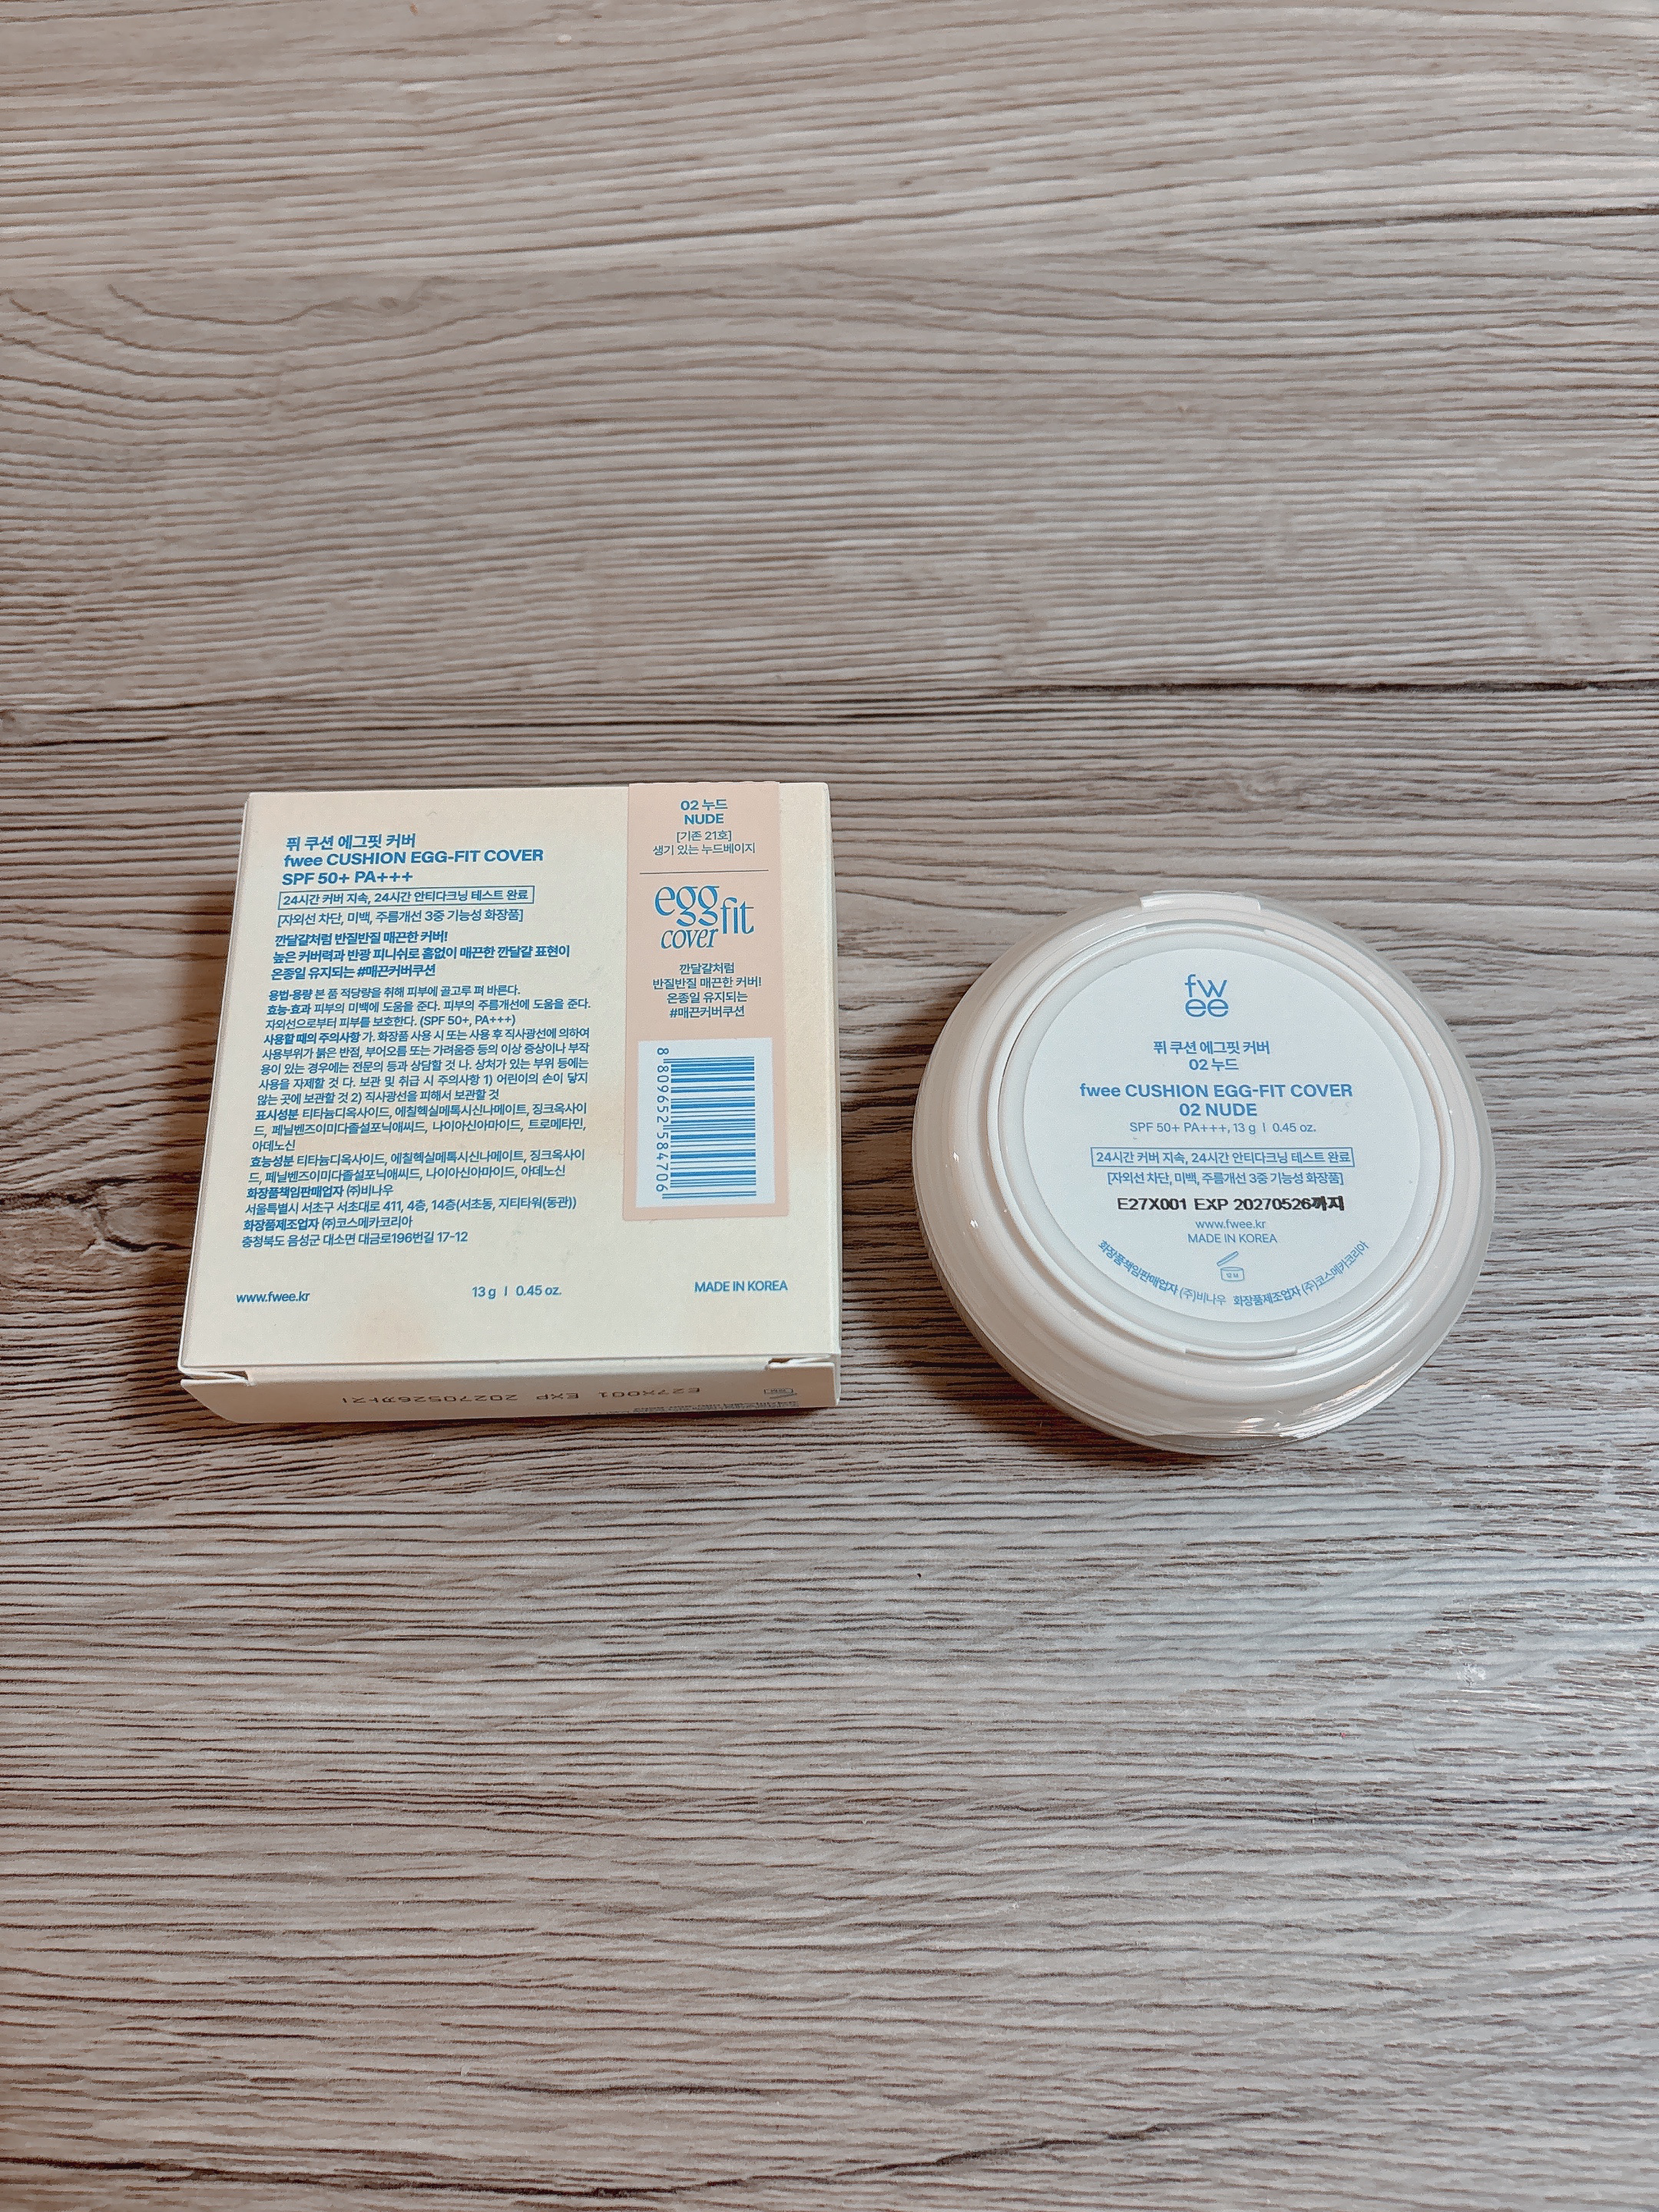 퓌 쿠션 에그핏 커버
fwee CUSHION EGG-FIT COVER
SPF 50+ PA+++
24시간 커버 지속, 24시간 안티다크닝 테스트 완료
[자외선 차단, 미백, 주름개선 3중 기능성 화장품]
깐달걀처럼 반질반질 매끈한 커버!
높은 커버력과 반광 피니쉬로 흠없이 매끈한 깐달걀 표현이
온종일 유지되는 #매끈커버쿠션
용법·용량 본 품 적당량을 취해 피부에 골고루 펴 바른다.
효능·효과 피부의 미백에 도움을 준다. 피부의 주름개선에 도움을 준다.
자외선으로부터 피부를 보호한다. (SPF 50+, PA+++)
사용할 때의 주의사항 가. 화장품 사용 시 또는 사용 후 직사광선에 의하여
사용부위가 붉은 반점, 부어오름 또는 가려움증 등의 이상 증상이나 부작
용이 있는 경우에는 전문의 등과 상담할 것 나. 상처가 있는 부위 등에는
사용을 자제할 것 다. 보관 및 취급 시 주의사항 1) 어린이의 손이 닿지
않는 곳에 보관할 것 2) 직사광선을 피해서 보관할 것
표시성분 티타늄디옥사이드, 에칠헥실메톡시신나메이트, 징크옥사이
드, 페닐벤즈이미다졸설포닉애씨드, 나이아신아마이드, 트로메타민,
아데노신
효능성분 티타늄디옥사이드, 에칠헥실메톡시신나메이트, 징크옥사이
드, 페닐벤즈이미다졸설포닉애씨드, 나이아신아마이드, 아데노신
화장품책임판매업자 ㈜비나우
서울특별시 서초구 서초대로 411, 4층, 14층(서초동, 지티타워(동관))
화장품제조업자 ㈜코스메카코리아
충청북도 음성군 대소면 대금로196번길 17-12
www.fwee.kr
13 g | 0.45 oz.
MADE IN KOREA
02 누드
NUDE
[기존 21호]
생기 있는 누드베이지
egg
fit
cover
깐달걀처럼
반질반질 매끈한 커버!
온종일 유지되는
#매끈커버쿠션
8 809652 584706
E27X001 EXP 20270526까지
fw
ee
퓌 쿠션 에그핏 커버
02 누드
fwee CUSHION EGG-FIT COVER
02 NUDE
SPF 50+ PA+++, 13 g | 0.45 oz.
24시간 커버 지속, 24시간 안티다크닝 테스트 완료
[자외선 차단, 미백, 주름개선 3중 기능성 화장품]
E27X001 EXP 20270526까지
www.fwee.kr
MADE IN KOREA
12 M
화장품책임판매업자 (주)비나우 화장품제조업자 (주)코스메카코리아